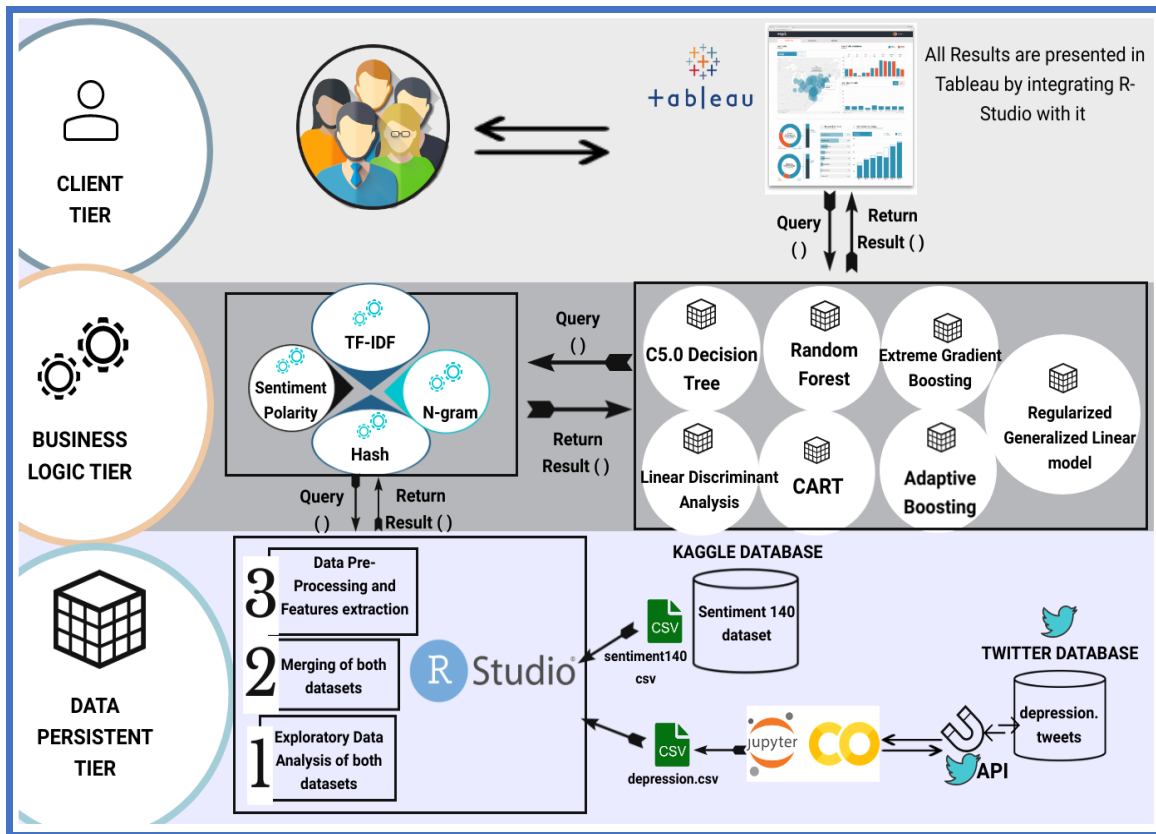 CLIENT
TIER
+ableau
All Results are presented in
Tableau by integrating R-
Studio with it
Query
( )
Return
Result ( )
BUSINESS
LOGIC TIER
TF-IDF
Sentiment
Polarity
N-gram
Hash
Query
( )
Return
Result ( )
C5.0 Decision
Tree
Random
Forest
Extreme Gradient
Boosting
Regularized
Generalized Linear
model
Linear Discriminant
Analysis
CART
Adaptive
Boosting
Query
( )
Return
Result ( )
DATA
PERSISTENT
TIER
3
Data Pre-
Processing and
Features extraction
2
Merging of both
datasets
1
Exploratory Data
Analysis of both
datasets
R Studio®
KAGGLE DATABASE
Sentiment 140
dataset
CSV
sentiment140
csv
TWITTER DATABASE
depression.
tweets
CSV
depression.csv
jupyter
CO
API